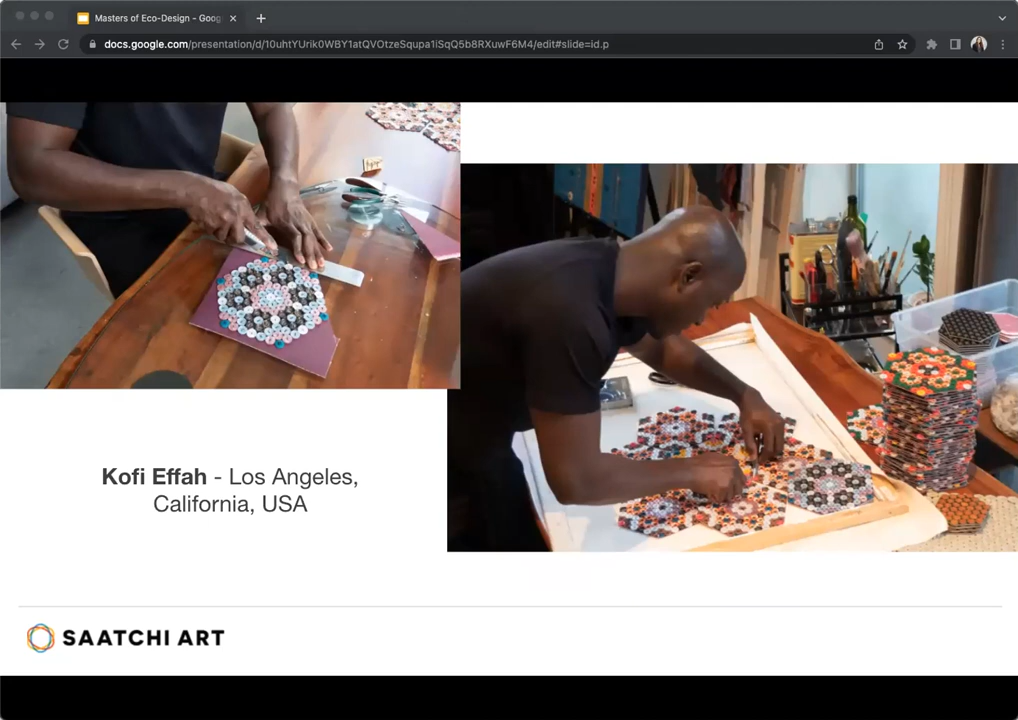 Masters of Eco-Design - Goog
docs.google.com/presentation/d/10uhtYUrik0WBY1atQVOtzeSqupa1iSqQ5b8RXuwF6M4/edit#slide=id.p
Kofi Effah - Los Angeles,
California, USA
SAATCHI ART